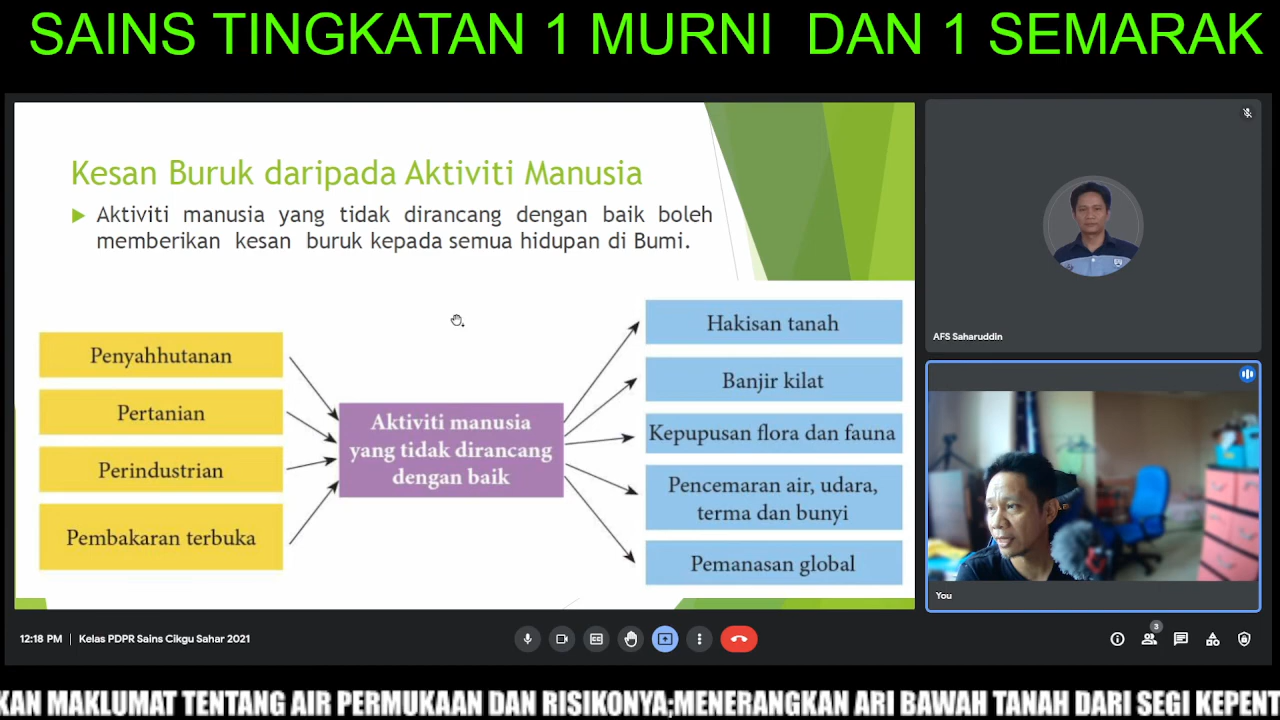 SAINS TINGKATAN 1 MURNI DAN 1 SEMARAK
Kesan Buruk daripada Aktiviti Manusia
Aktiviti manusia yang tidak dirancang dengan baik boleh
memberikan kesan buruk kepada semua hidupan di Bumi.
Penyahhutanan
Pertanian
Perindustrian
Pembakaran terbuka
Aktiviti manusia
yang tidak dirancang
dengan baik
Hakisan tanah
Banjir kilat
Kepupusan flora dan fauna
Pencemaran air, udara,
terma dan bunyi
Pemanasan global
AFS Saharuddin
You
12:18 PM | Kelas PDPR Sains Cikgu Sahar 2021
3
KAN MAKLUMAT TENTANG AIR PERMUKAAN DAN RISIKONYA;MENERANGKAN ARI BAWAH TANAH DARI SEGI KEPENT